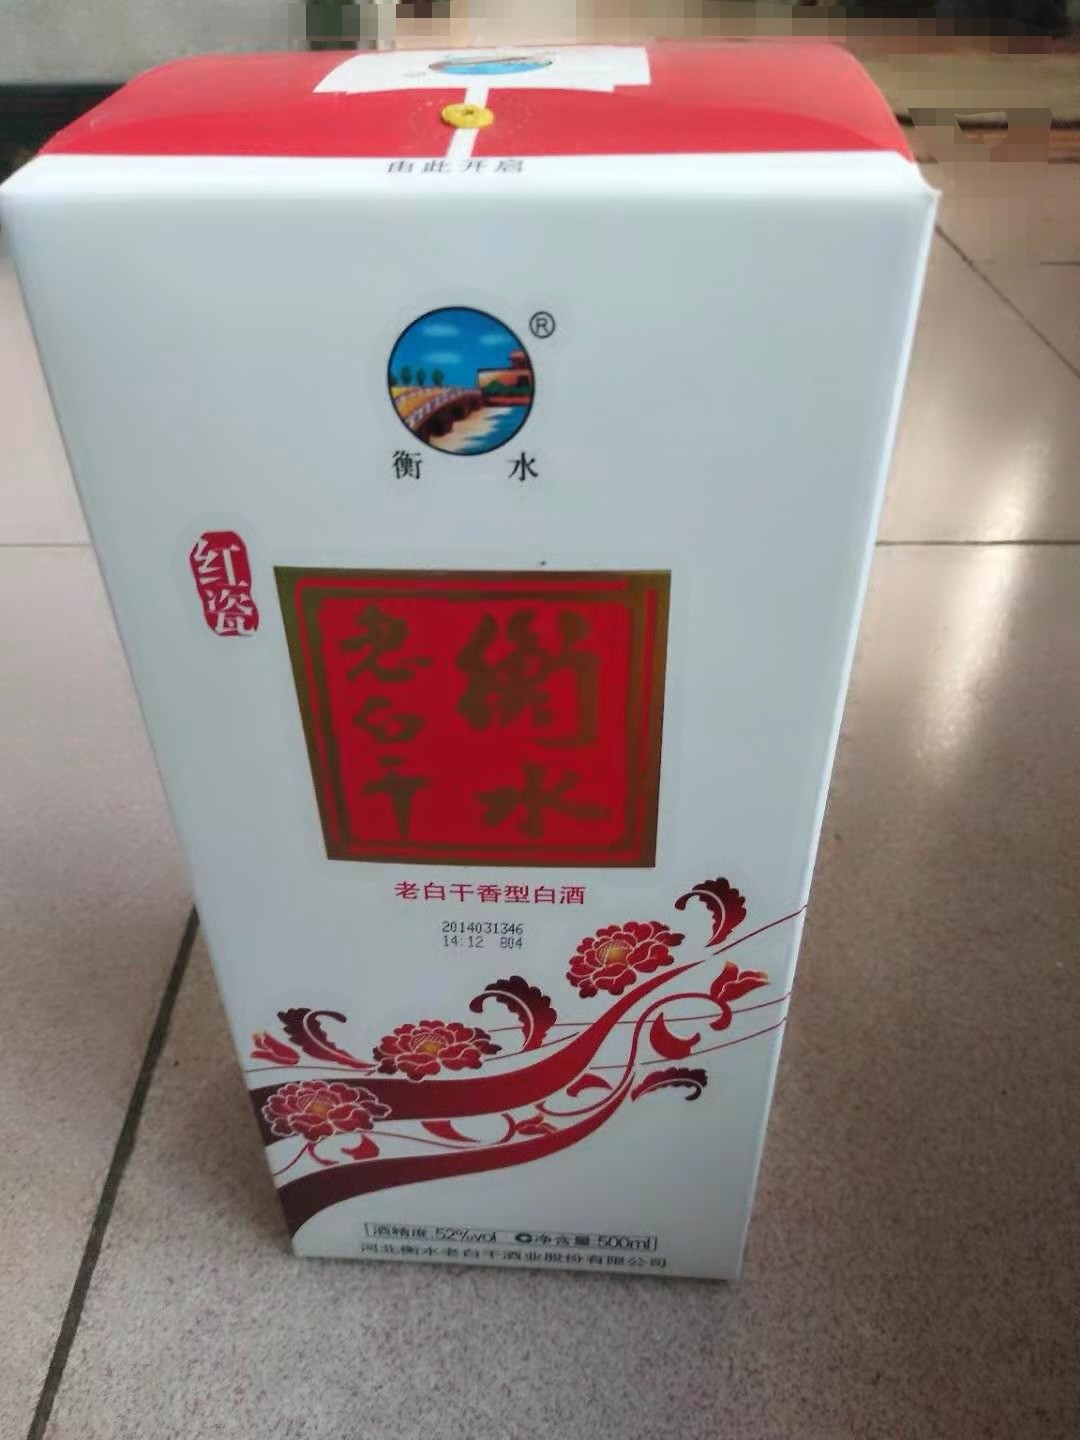 由此开启
®
衡水
红瓷
衡水
老白干
老白干香型白酒
2014031346
14:12 804
酒精度 52%vol 净含量 500ml
河北衡水老白干酒业股份有限公司